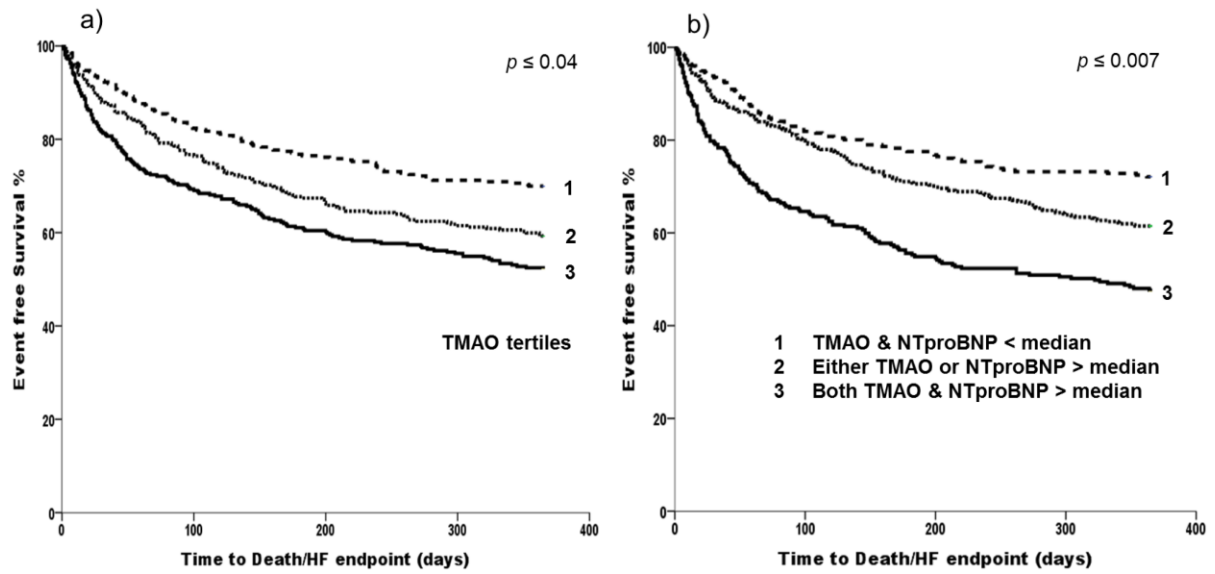 a)
p ≤ 0.04
Event free survival %
100
80
60
40
20
0
1
2
3
TMAO tertiles
0 100 200 300 400
Time to Death/HF endpoint (days)
b)
p ≤ 0.007
Event free survival %
100
80
60
40
20
0
1
2
3
1 TMAO & NTproBNP < median
2 Either TMAO or NTproBNP > median
3 Both TMAO & NTproBNP > median
0 100 200 300 400
Time to Death/HF endpoint (days)